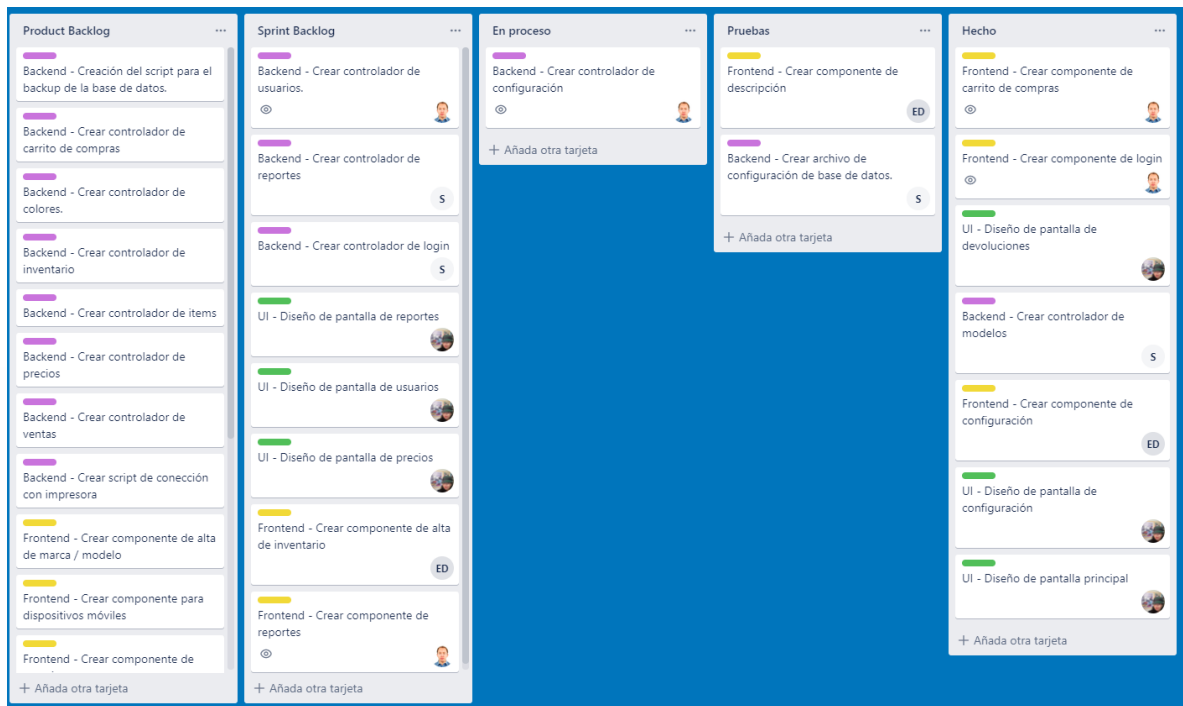 Product Backlog
Backend - Creación del script para el
backup de la base de datos.
Backend - Crear controlador de
carrito de compras
Backend - Crear controlador de
colores.
Backend - Crear controlador de
inventario
Backend - Crear controlador de items
Backend - Crear controlador de
precios
Backend - Crear controlador de
ventas
Backend - Crear script de conección
con impresora
Frontend - Crear componente de alta
de marca / modelo
Frontend - Crear componente para
dispositivos móviles
Frontend - Crear componente de
+ Añada otra tarjeta
Sprint Backlog
Backend - Crear controlador de
usuarios.
Backend - Crear controlador de
reportes
S
Backend - Crear controlador de login
S
UI - Diseño de pantalla de reportes
UI - Diseño de pantalla de usuarios
UI - Diseño de pantalla de precios
Frontend - Crear componente de alta
de inventario
ED
Frontend - Crear componente de
reportes
+ Añada otra tarjeta
En proceso
Backend - Crear controlador de
configuración
+ Añada otra tarjeta
Pruebas
Frontend - Crear componente de
descripción
ED
Backend - Crear archivo de
configuración de base de datos.
S
+ Añada otra tarjeta
Hecho
Frontend - Crear componente de
carrito de compras
Frontend - Crear componente de login
UI - Diseño de pantalla de
devoluciones
Backend - Crear controlador de
modelos
S
Frontend - Crear componente de
configuración
ED
UI - Diseño de pantalla de
configuración
UI - Diseño de pantalla principal
+ Añada otra tarjeta